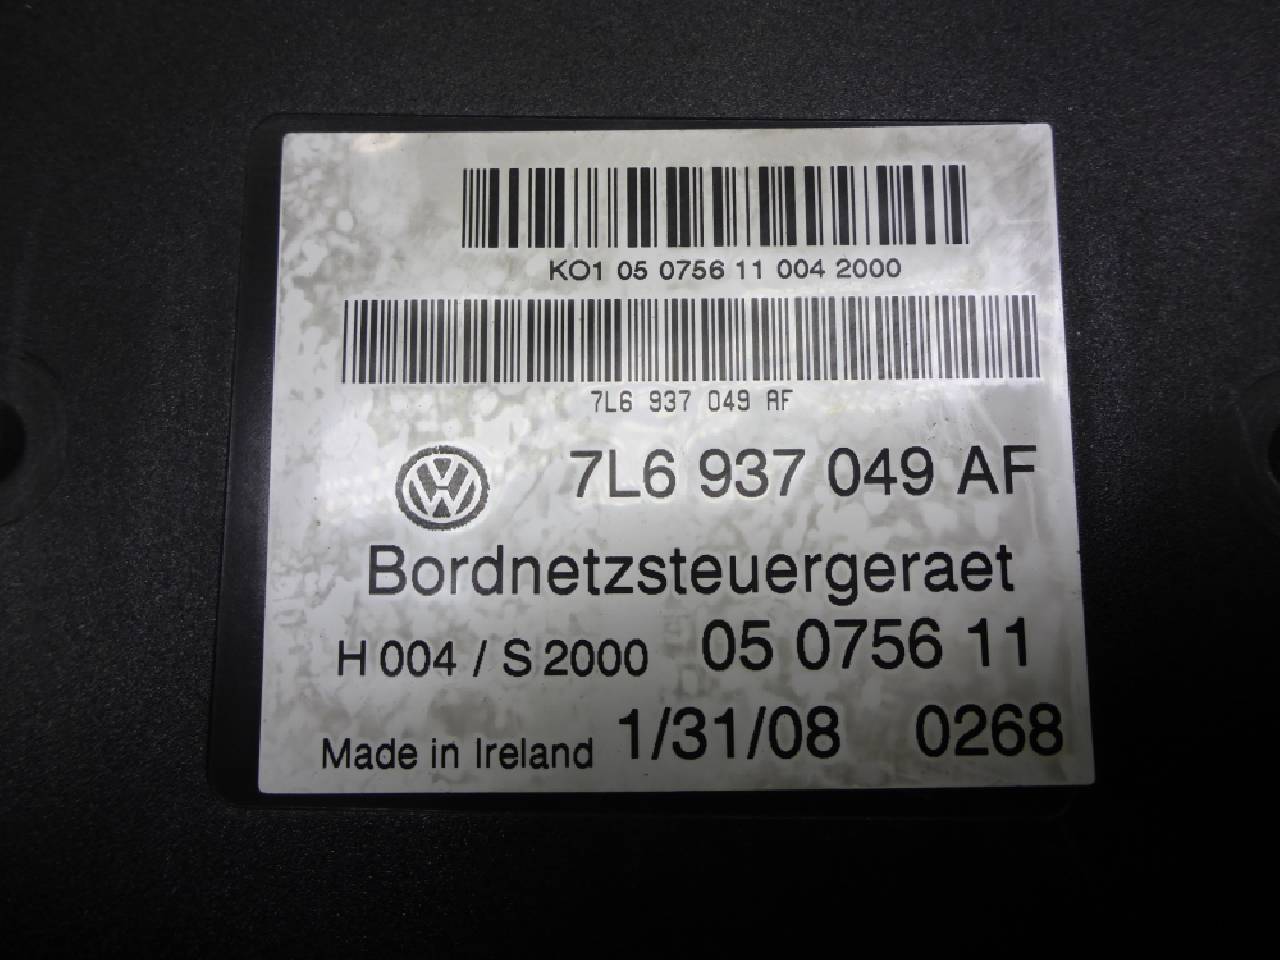 KO1 05 0756 11 004 2000
7L6 937 049 AF
7L6 937 049 AF
Bordnetzsteuergeraet
H 004 / S 2000 05 0756 11
Made in Ireland 1/31/08 0268